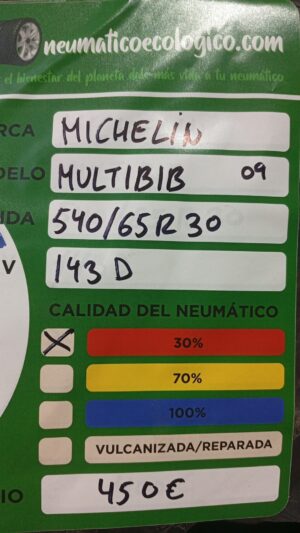 neumaticoecologico.com
el bienestar del planeta dade más vida a tu neumático
RCA MICHELIN
DELO MULTIBIB 09
IDA 540/65R30
V 143 D
CALIDAD DEL NEUMÁTICO
30%
70%
100%
VULCANIZADA/REPARADA
IO 450€